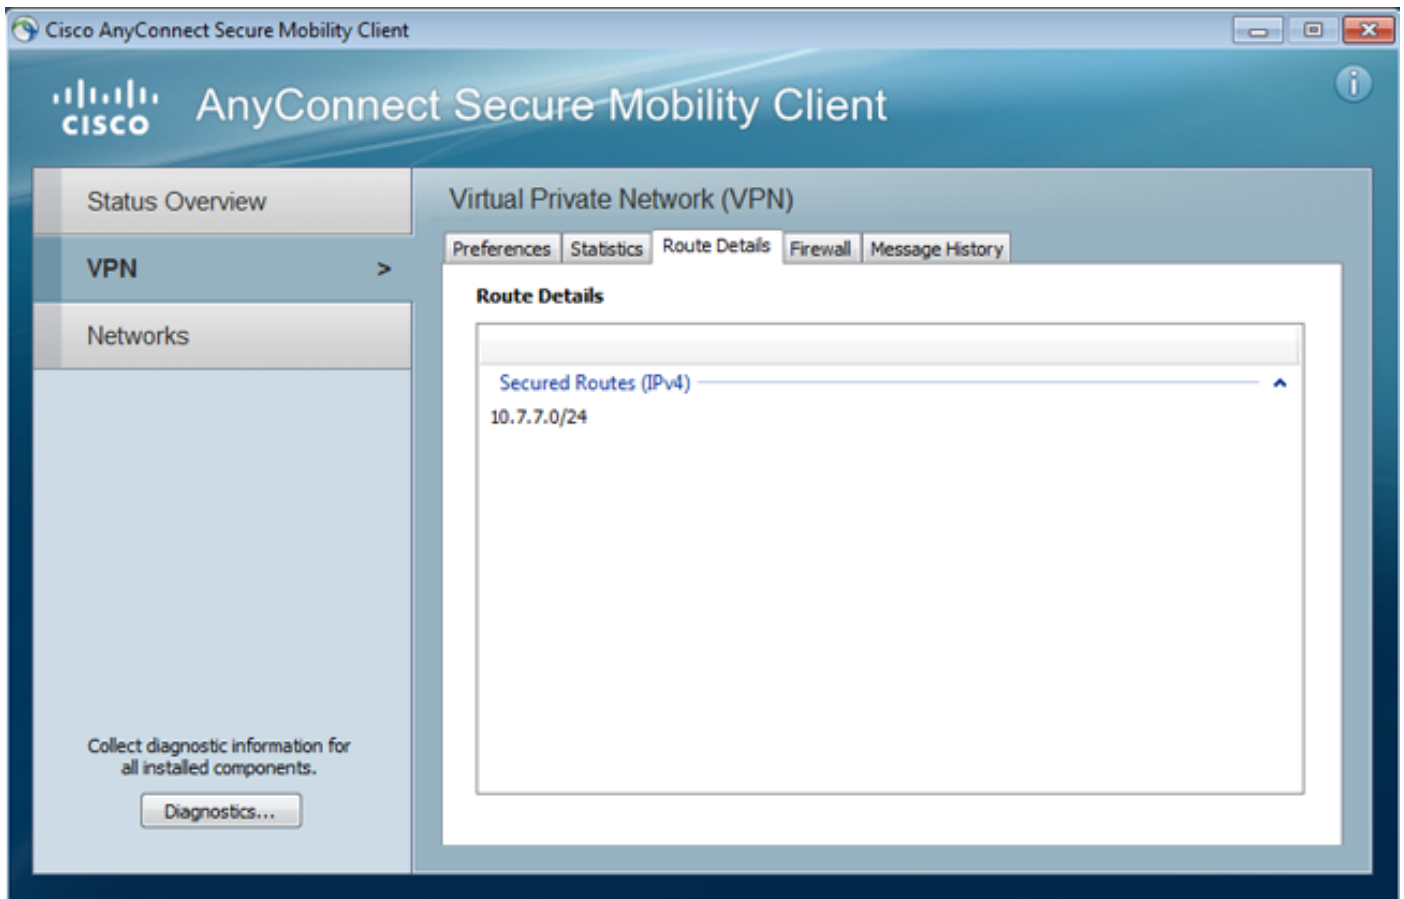 Cisco AnyConnect Secure Mobility Client
CISCO
AnyConnect Secure Mobility Client
i
Status Overview
VPN >
Networks
Collect diagnostic information for
all installed components.
Diagnostics...
Virtual Private Network (VPN)
Preferences Statistics Route Details Firewall Message History
Route Details
Secured Routes (IPv4)
10.7.7.0/24